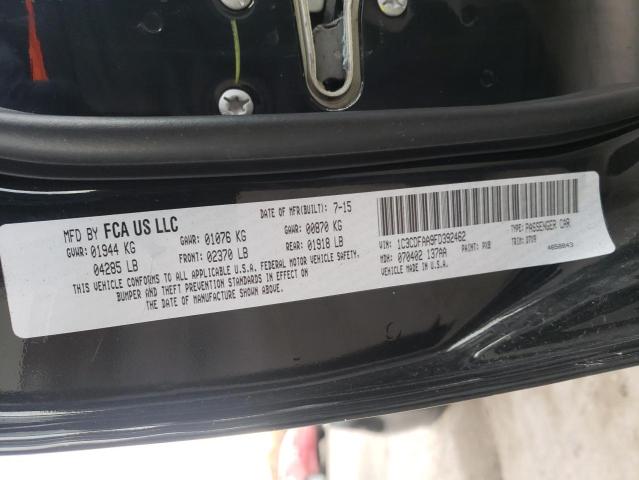 MFD BY FCA US LLC
DATE OF MFR(BUILT): 7-15
GVWR: 01944 KG
04285 LB
GAWR: 01076 KG
FRONT: 02370 LB
GAWR: 00870 KG
REAR: 01918 LB
THIS VEHICLE CONFORMS TO ALL APPLICABLE U.S.A. FEDERAL MOTOR VEHICLE SAFETY,
BUMPER AND THEFT PREVENTION STANDARDS IN EFFECT ON
THE DATE OF MANUFACTURE SHOWN ABOVE.
VIN: 1C3CDFAA9FD392462
TYPE: PASSENGER CAR
MDH: 070402 137AA
PAINT: PX8
TRIM: D7V9
MADE IN U.S.A.